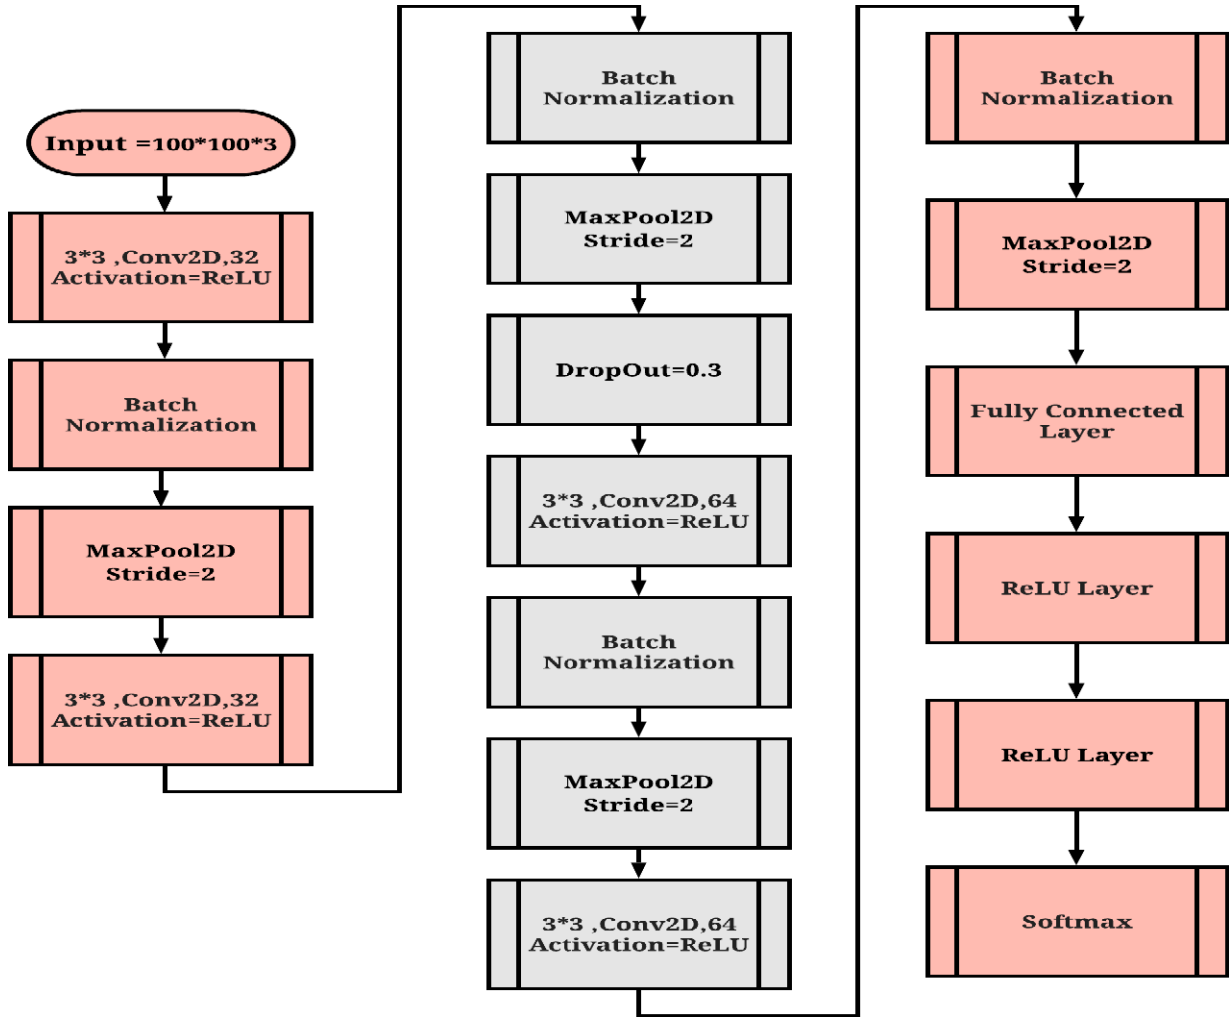 Input =100*100*3
3*3 ,Conv2D,32
Activation=ReLU
Batch
Normalization
MaxPool2D
Stride=2
3*3 ,Conv2D,32
Activation=ReLU
Batch
Normalization
MaxPool2D
Stride=2
DropOut=0.3
3*3 ,Conv2D,64
Activation=ReLU
Batch
Normalization
MaxPool2D
Stride=2
3*3 ,Conv2D,64
Activation=ReLU
Batch
Normalization
MaxPool2D
Stride=2
Fully Connected
Layer
ReLU Layer
ReLU Layer
Softmax